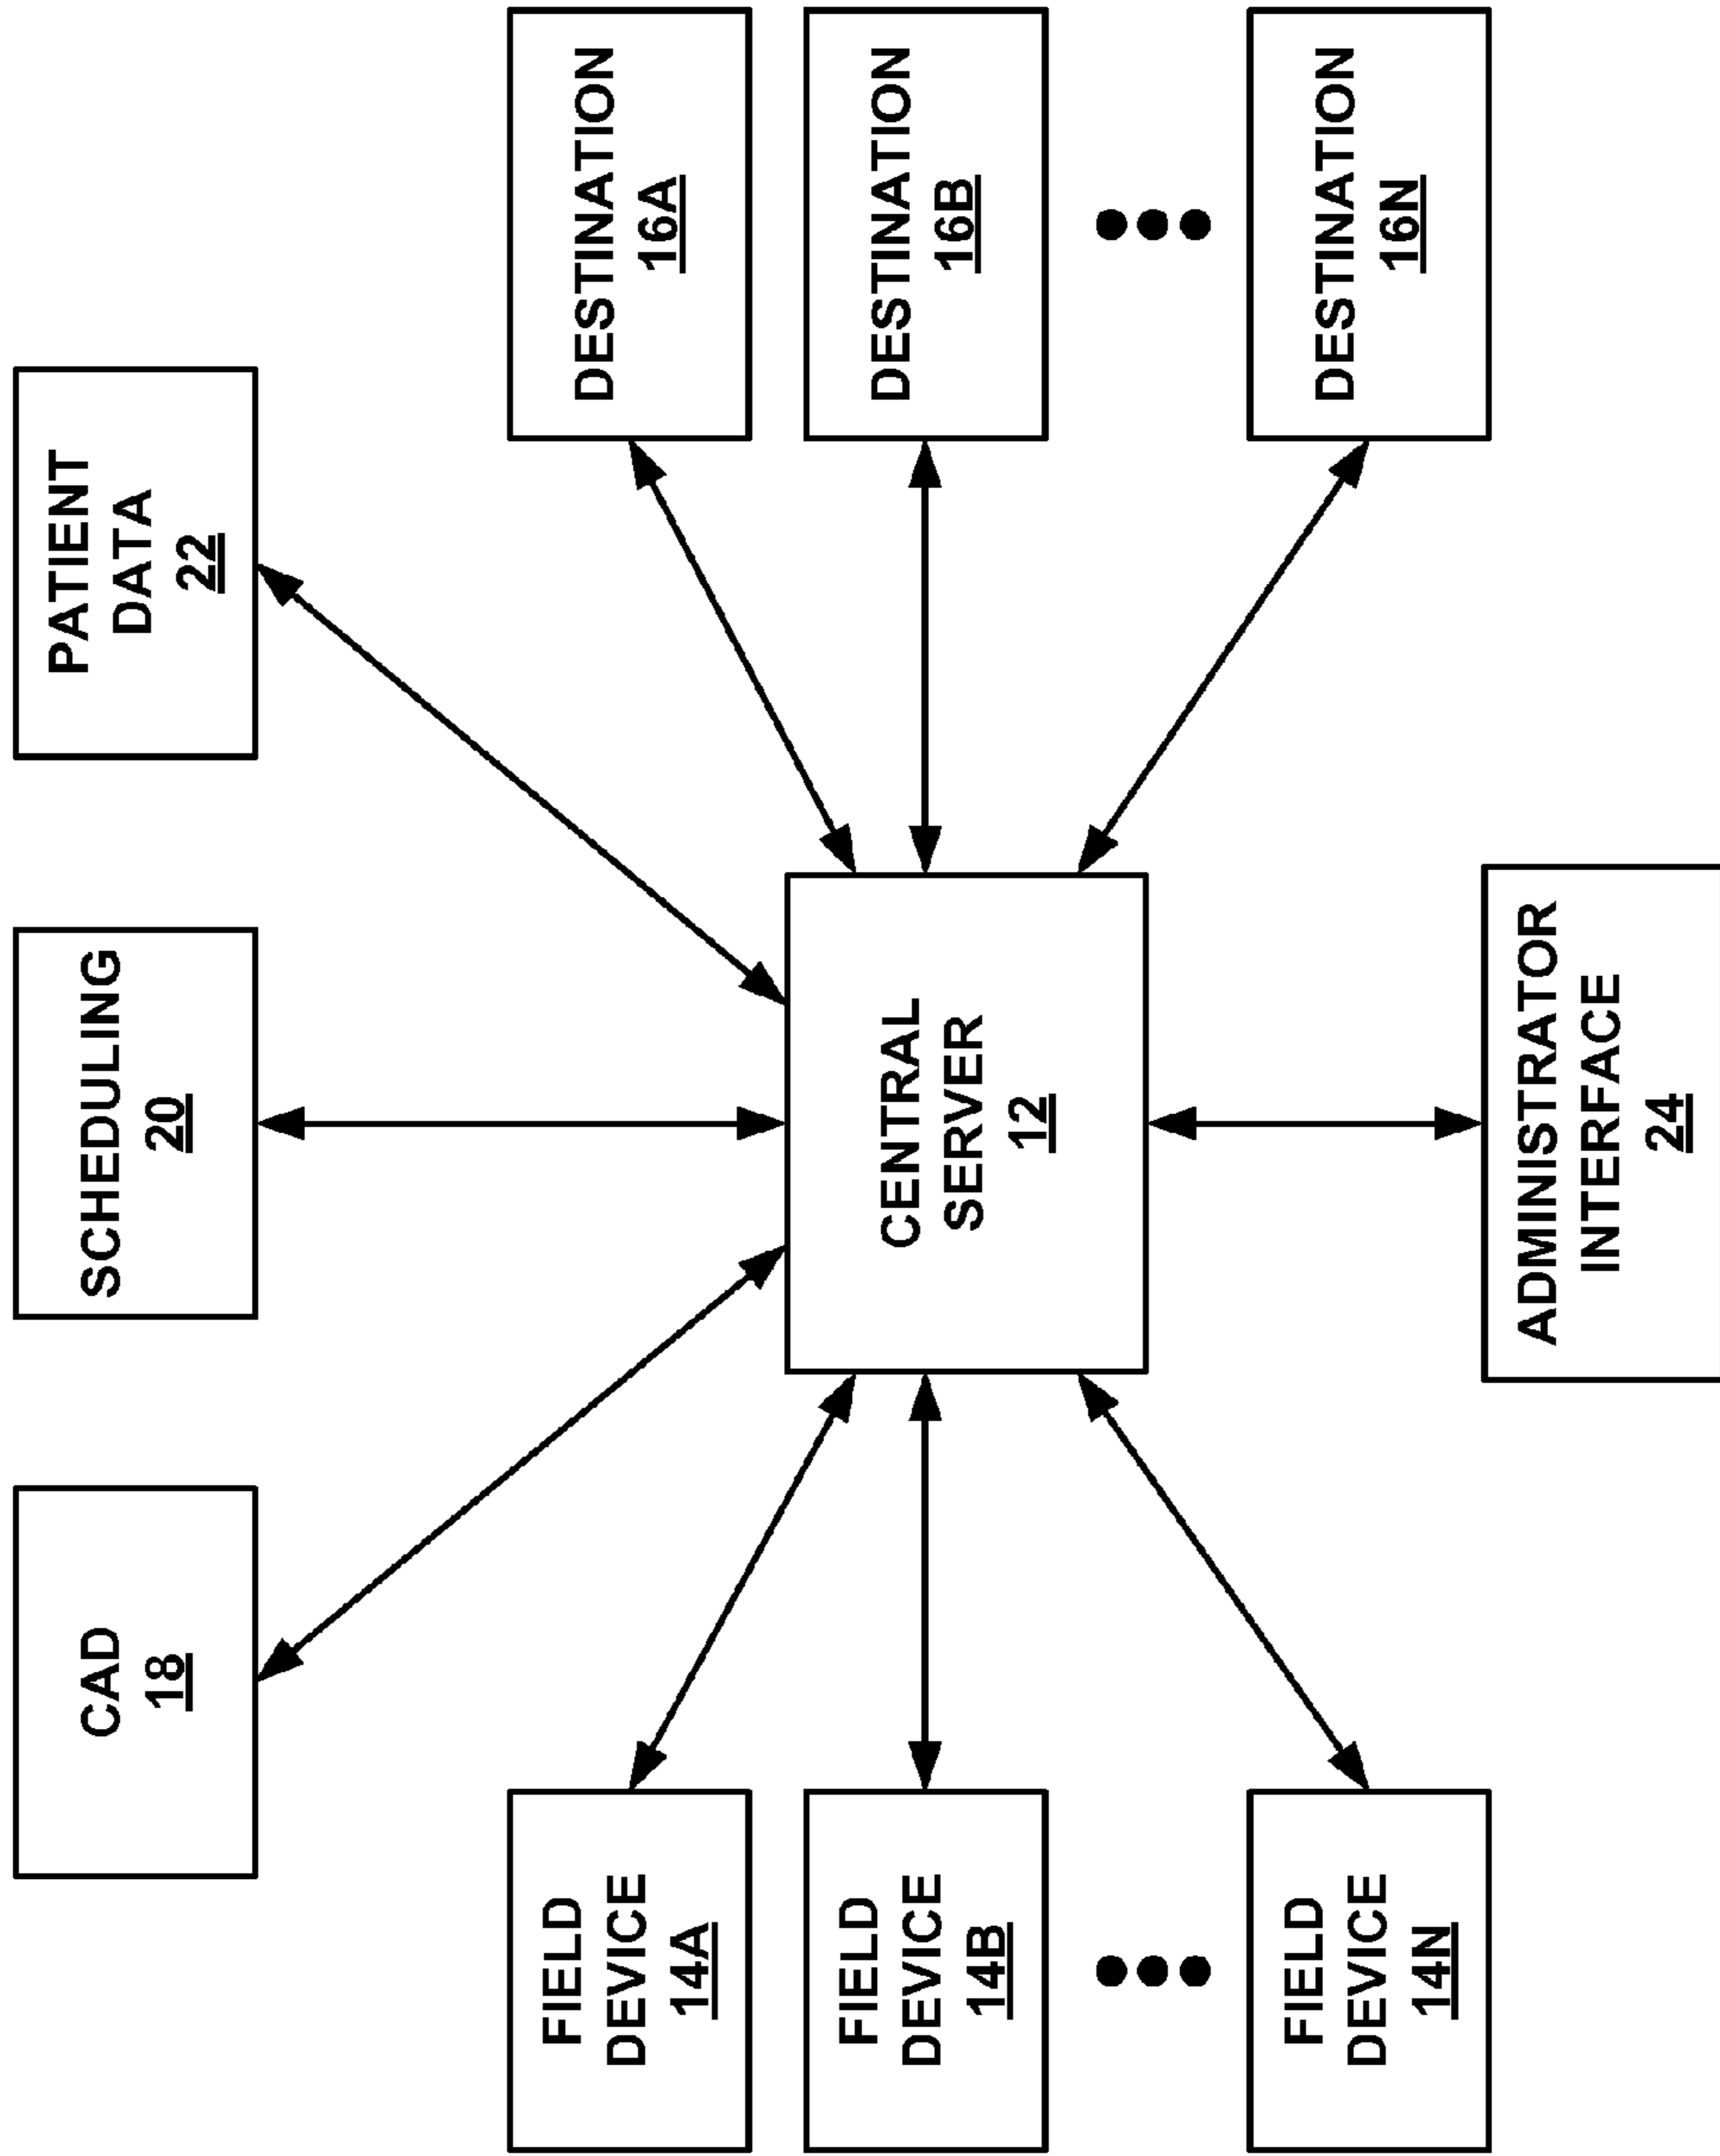 CAD
18
SCHEDULING
20
PATIENT
DATA
22
FIELD
DEVICE
14A
FIELD
DEVICE
14B
FIELD
DEVICE
14N
CENTRAL
SERVER
12
DESTINATION
16A
DESTINATION
16B
DESTINATION
16N
ADMINISTRATOR
INTERFACE
24